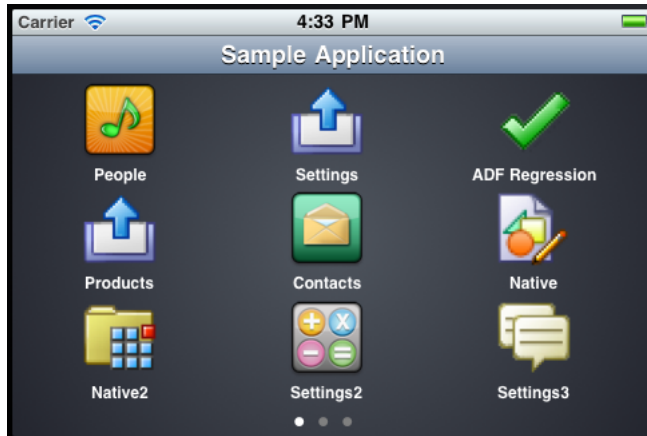 Carrier 4:33 PM
Sample Application
People Settings ADF Regression
Products Contacts Native
Native2 Settings2 Settings3